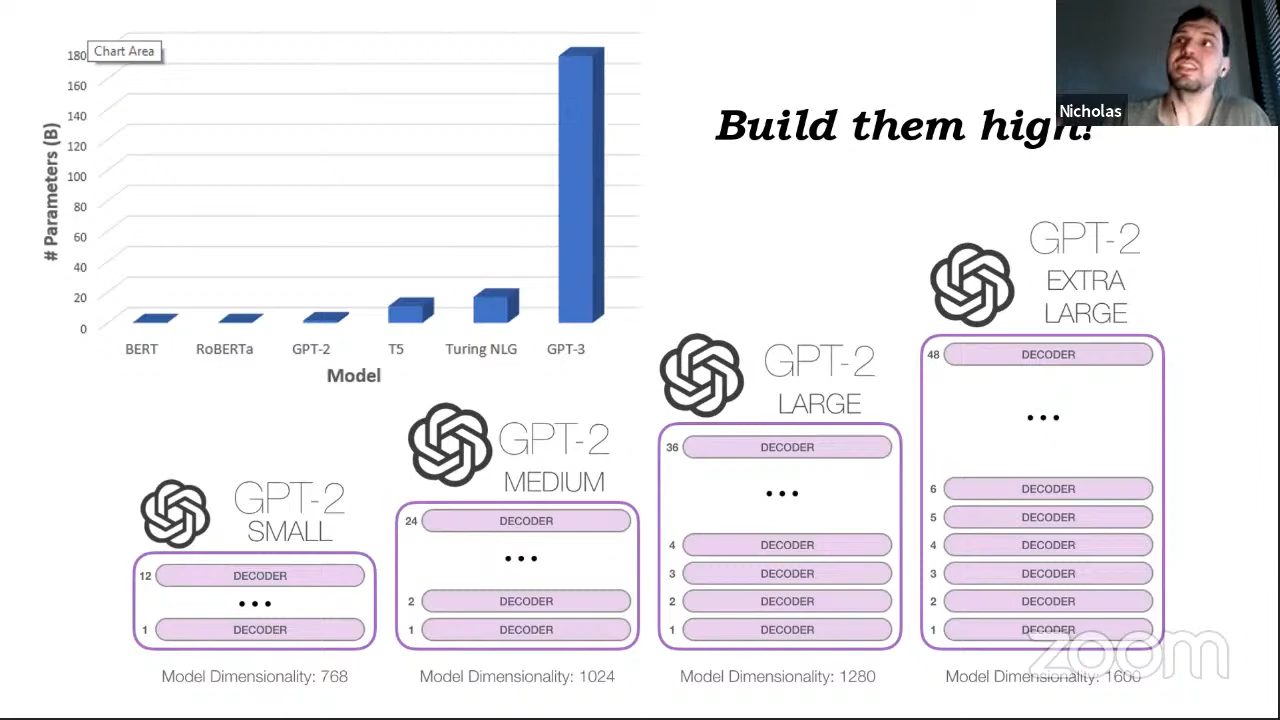 180
Chart Area
160
140
120
100
80
60
40
20
0
# Parameters (B)
BERT
RoBERTa
GPT-2
T5
Turing NLG
GPT-3
Model
Nicholas
Build them high!
GPT-2
SMALL
12 DECODER
...
1 DECODER
Model Dimensionality: 768
GPT-2
MEDIUM
24 DECODER
...
2 DECODER
1 DECODER
Model Dimensionality: 1024
GPT-2
LARGE
36 DECODER
...
4 DECODER
3 DECODER
2 DECODER
1 DECODER
Model Dimensionality: 1280
GPT-2
EXTRA
LARGE
48 DECODER
...
6 DECODER
5 DECODER
4 DECODER
3 DECODER
2 DECODER
1 DECODER
Model Dimensionality: 1600
zoom